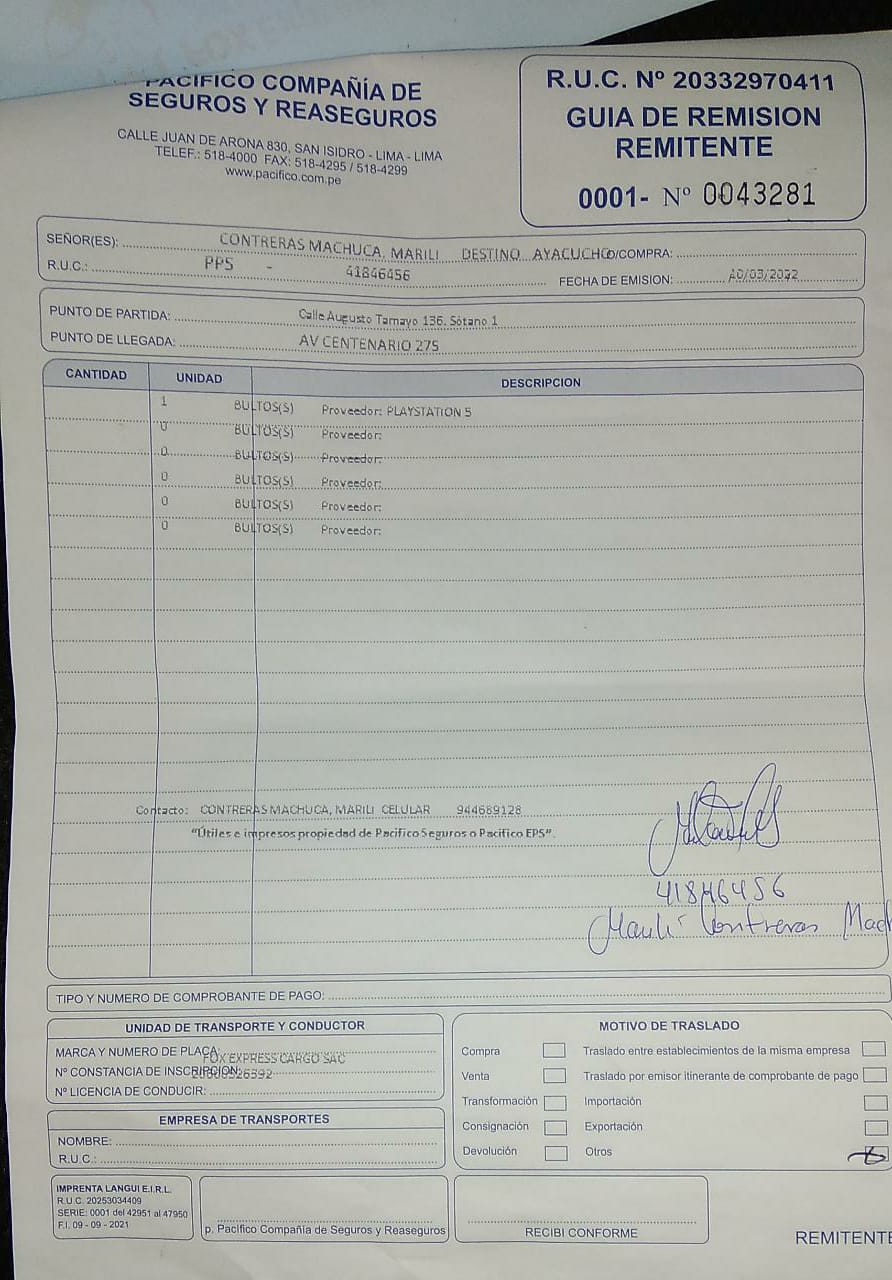 PACIFICO COMPAÑÍA DE
SEGUROS Y REASEGUROS
CALLE JUAN DE ARONA 830, SAN ISIDRO - LIMA - LIMA
TELEF.: 518-4000 FAX: 518-4295 / 518-4299
www.pacifico.com.pe
R.U.C. Nº 20332970411
GUIA DE REMISION
REMITENTE
0001- Nº 0043281
SEÑOR(ES): CONTRERAS MACHUCA, MARILI DESTINO AYACUCHO O/COMPRA:
R.U.C.: PPS - 41846456 FECHA DE EMISION: /03/2022
PUNTO DE PARTIDA: Calle Augusto Tamayo 136. Sótano 1
PUNTO DE LLEGADA: AV CENTENARIO 275
CANTIDAD UNIDAD DESCRIPCION
1 BULTOS(S) Proveedor: PLAYSTATION 5
0 BULTOS(S) Proveedor:
0 BULTOS(S) Proveedor:
0 BULTOS(S) Proveedor:
0 BULTOS(S) Proveedor:
0 BULTOS(S) Proveedor:
Contacto: CONTRERAS MACHUCA, MARILI CELULAR 944689128
"Útiles e impresos propiedad de Pacifico Seguros o Pacifico EPS".
41846456
Marili Contreras Mach
TIPO Y NUMERO DE COMPROBANTE DE PAGO:
UNIDAD DE TRANSPORTE Y CONDUCTOR
MARCA Y NUMERO DE PLACA:
FOX EXPRESS CARGO SAC
Nº CONSTANCIA DE INSCRIPCION:
Nº LICENCIA DE CONDUCIR:
EMPRESA DE TRANSPORTES
NOMBRE:
R.U.C.:
MOTIVO DE TRASLADO
Compra Traslado entre establecimientos de la misma empresa
Venta Traslado por emisor itinerante de comprobante de pago
Transformación Importación
Consignación Exportación
Devolución Otros
IMPRENTA LANGUI E.I.R.L.
R.U.C. 20253034409
SERIE: 0001 del 42951 al 47950
F.I. 09 - 09 - 2021
p. Pacífico Compañía de Seguros y Reaseguros
RECIBI CONFORME
REMITENTE